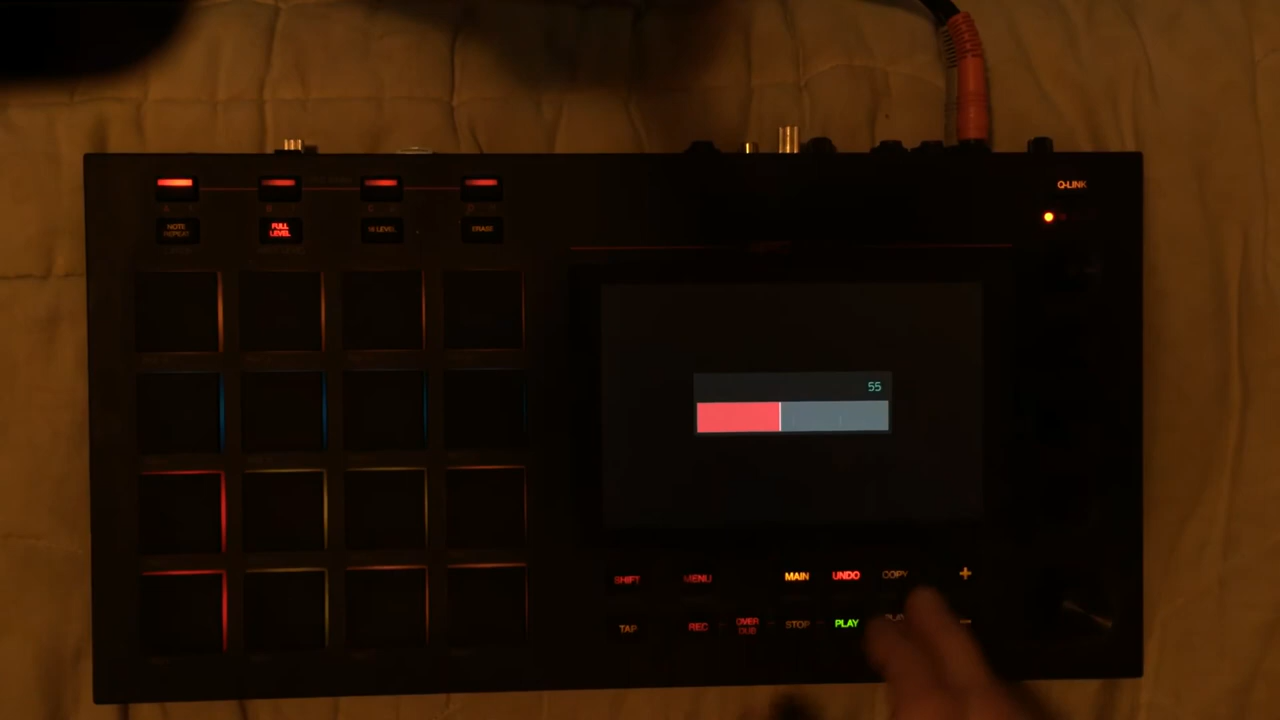 Q-LINK
NOTE REPEAT
FULL LEVEL
16 LEVEL
ERASE
55
SHIFT
MENU
MAIN
UNDO
COPY
+
TAP
REC
OVER DUB
STOP
PLAY